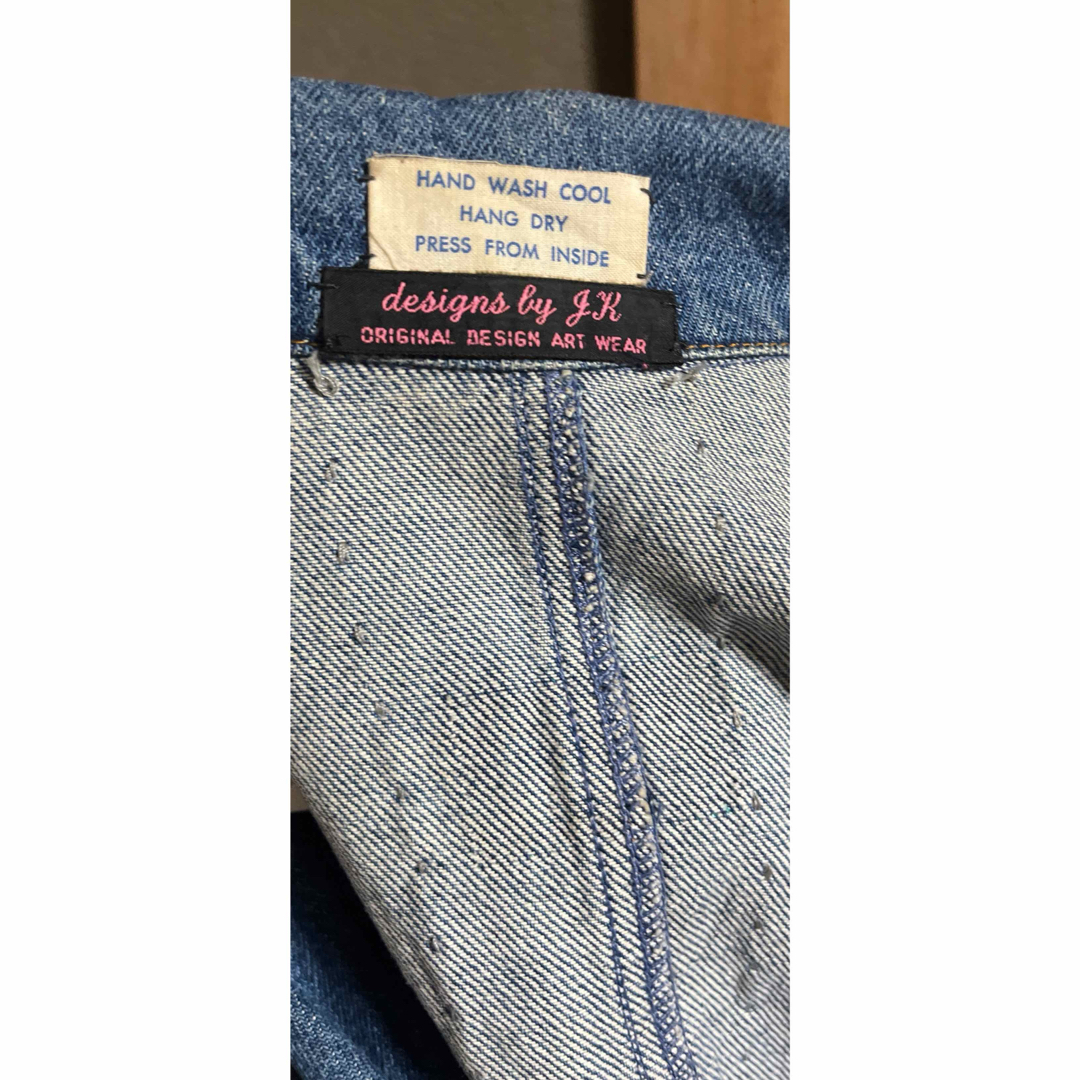 HAND WASH COOL
HANG DRY
PRESS FROM INSIDE
designs by JK
ORIGINAL DESIGN ART WEAR